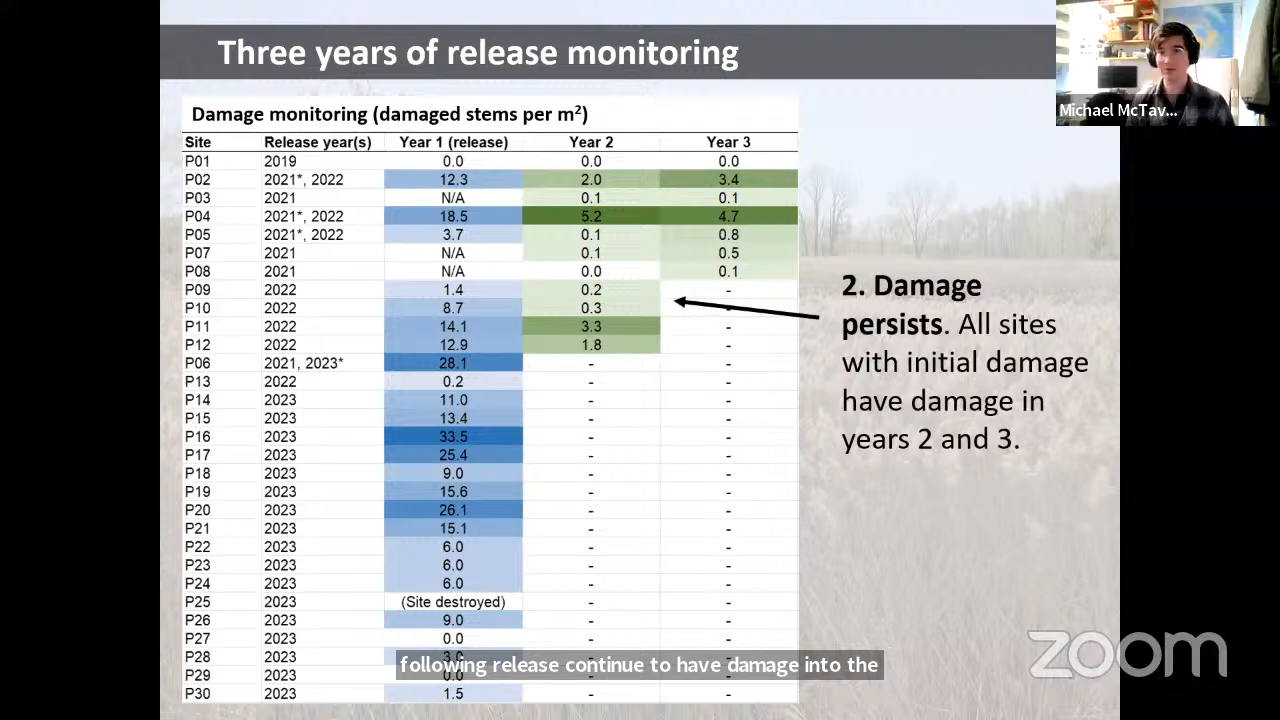 Three years of release monitoring
Michael McTav...
Damage monitoring (damaged stems per m²)
Site Release year(s) Year 1 (release) Year 2 Year 3
P01 2019 0.0 0.0 0.0
P02 2021*, 2022 12.3 2.0 3.4
P03 2021 N/A 0.1 0.1
P04 2021*, 2022 18.5 5.2 4.7
P05 2021*, 2022 3.7 0.1 0.8
P07 2021 N/A 0.1 0.5
P08 2021 N/A 0.0 0.1
P09 2022 1.4 0.2 -
P10 2022 8.7 0.3 -
P11 2022 14.1 3.3 -
P12 2022 12.9 1.8 -
P06 2021, 2023* 28.1 - -
P13 2022 0.2 - -
P14 2023 11.0 - -
P15 2023 13.4 - -
P16 2023 33.5 - -
P17 2023 25.4 - -
P18 2023 9.0 - -
P19 2023 15.6 - -
P20 2023 26.1 - -
P21 2023 15.1 - -
P22 2023 6.0 - -
P23 2023 6.0 - -
P24 2023 6.0 - -
P25 2023 (Site destroyed) - -
P26 2023 9.0 - -
P27 2023 0.0 - -
P28 2023
P29 2023
P30 2023 1.5 - -
2. Damage
persists. All sites
with initial damage
have damage in
years 2 and 3.
following release continue to have damage into the
zoom